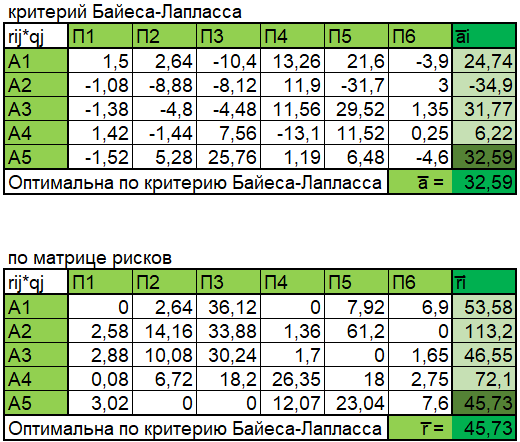 критерий Байеса-Лапласса
rij*qj П1 П2 П3 П4 П5 П6 a̅i
A1 1,5 2,64 -10,4 13,26 21,6 -3,9 24,74
A2 -1,08 -8,88 -8,12 11,9 -31,7 3 -34,9
A3 -1,38 -4,8 -4,48 11,56 29,52 1,35 31,77
A4 1,42 -1,44 7,56 -13,1 11,52 0,25 6,22
A5 -1,52 5,28 25,76 1,19 6,48 -4,6 32,59
Оптимальна по критерию Байеса-Лапласса a̅ = 32,59
по матрице рисков
rij*qj П1 П2 П3 П4 П5 П6 r̅i
A1 0 2,64 36,12 0 7,92 6,9 53,58
A2 2,58 14,16 33,88 1,36 61,2 0 113,2
A3 2,88 10,08 30,24 1,7 0 1,65 46,55
A4 0,08 6,72 18,2 26,35 18 2,75 72,1
A5 3,02 0 0 12,07 23,04 7,6 45,73
Оптимальна по критерию Байеса-Лапласса r̅ = 45,73